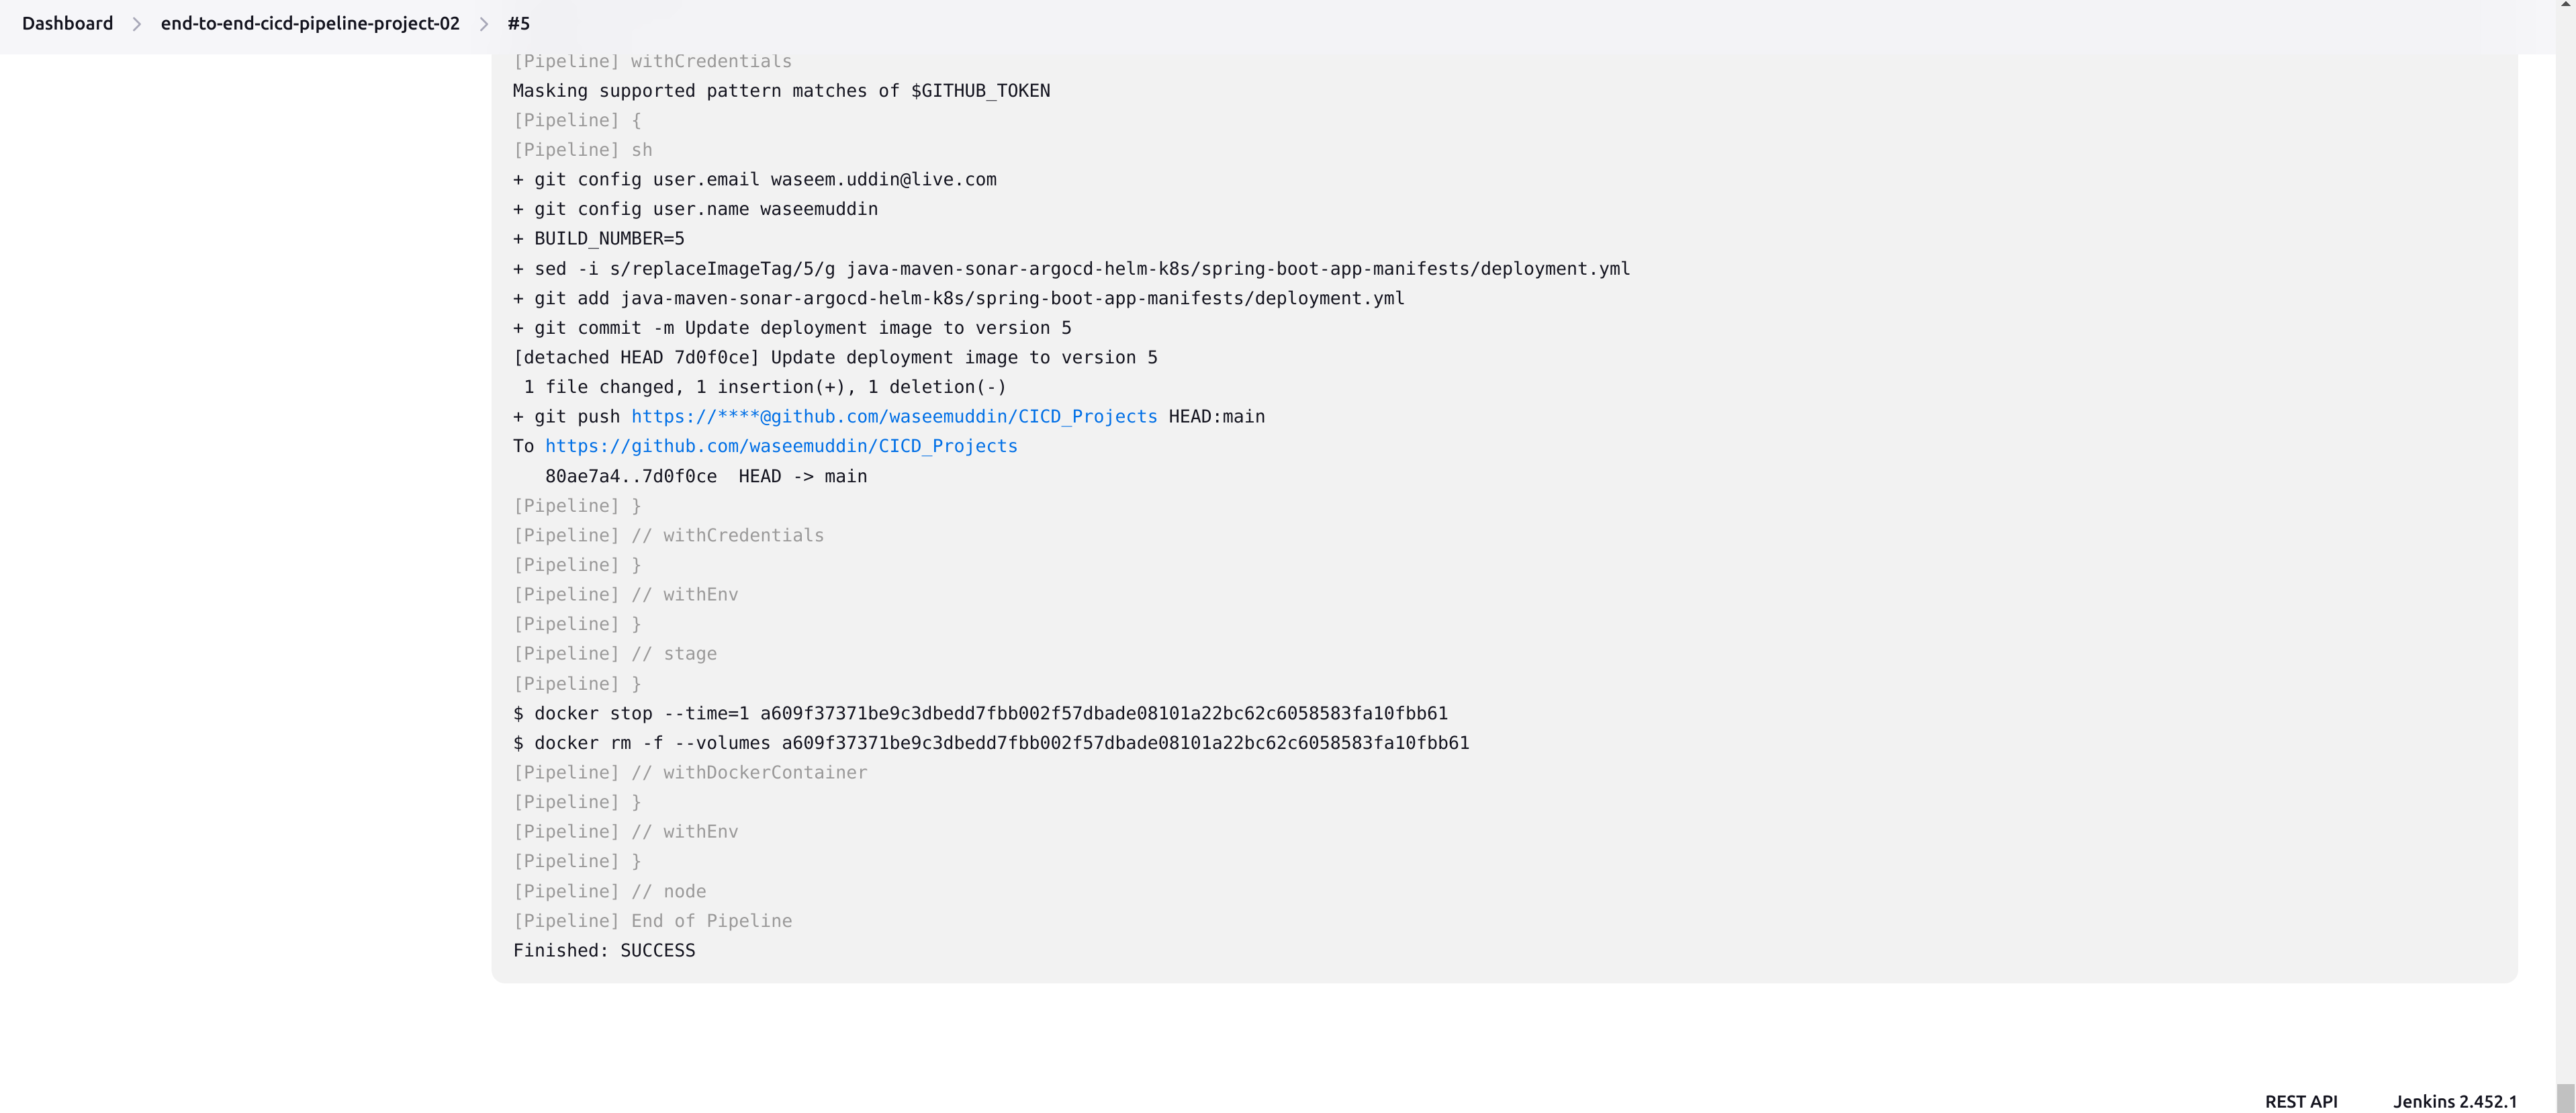 Dashboard > end-to-end-cicd-pipeline-project-02 > #5
[Pipeline] withCredentials
Masking supported pattern matches of $GITHUB_TOKEN
[Pipeline] {
[Pipeline] sh
+ git config user.email waseem.uddin@live.com
+ git config user.name waseemuddin
+ BUILD_NUMBER=5
+ sed -i s/replaceImageTag/5/g java-maven-sonar-argocd-helm-k8s/spring-boot-app-manifests/deployment.yml
+ git add java-maven-sonar-argocd-helm-k8s/spring-boot-app-manifests/deployment.yml
+ git commit -m Update deployment image to version 5
[detached HEAD 7d0f0ce] Update deployment image to version 5
 1 file changed, 1 insertion(+), 1 deletion(-)
+ git push https://****@github.com/waseemuddin/CICD_Projects HEAD:main
To https://github.com/waseemuddin/CICD_Projects
   80ae7a4..7d0f0ce  HEAD -> main
[Pipeline] }
[Pipeline] // withCredentials
[Pipeline] }
[Pipeline] // withEnv
[Pipeline] }
[Pipeline] // stage
[Pipeline] }
$ docker stop --time=1 a609f37371be9c3dbedd7fbb002f57dbade08101a22bc62c6058583fa10fbb61
$ docker rm -f --volumes a609f37371be9c3dbedd7fbb002f57dbade08101a22bc62c6058583fa10fbb61
[Pipeline] // withDockerContainer
[Pipeline] }
[Pipeline] // withEnv
[Pipeline] }
[Pipeline] // node
[Pipeline] End of Pipeline
Finished: SUCCESS
REST API Jenkins 2.452.1